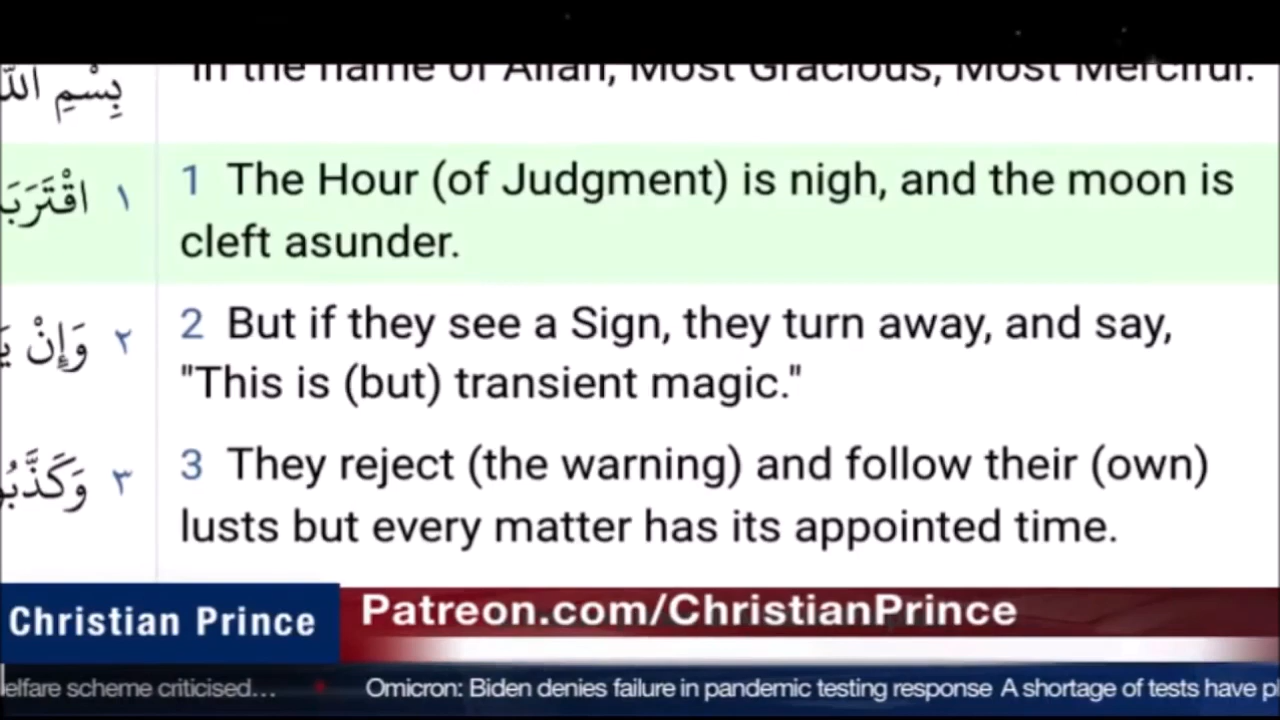 بِسْمِ
In the name of Allah, Most Gracious, Most Merciful.
١
1 The Hour (of Judgment) is nigh, and the moon is
cleft asunder.
٢ وَإِنْ
2 But if they see a Sign, they turn away, and say,
"This is (but) transient magic."
٣
3 They reject (the warning) and follow their (own)
lusts but every matter has its appointed time.
Christian Prince
Patreon.com/ChristianPrince
elfare scheme criticised... Omicron: Biden denies failure in pandemic testing response A shortage of tests have